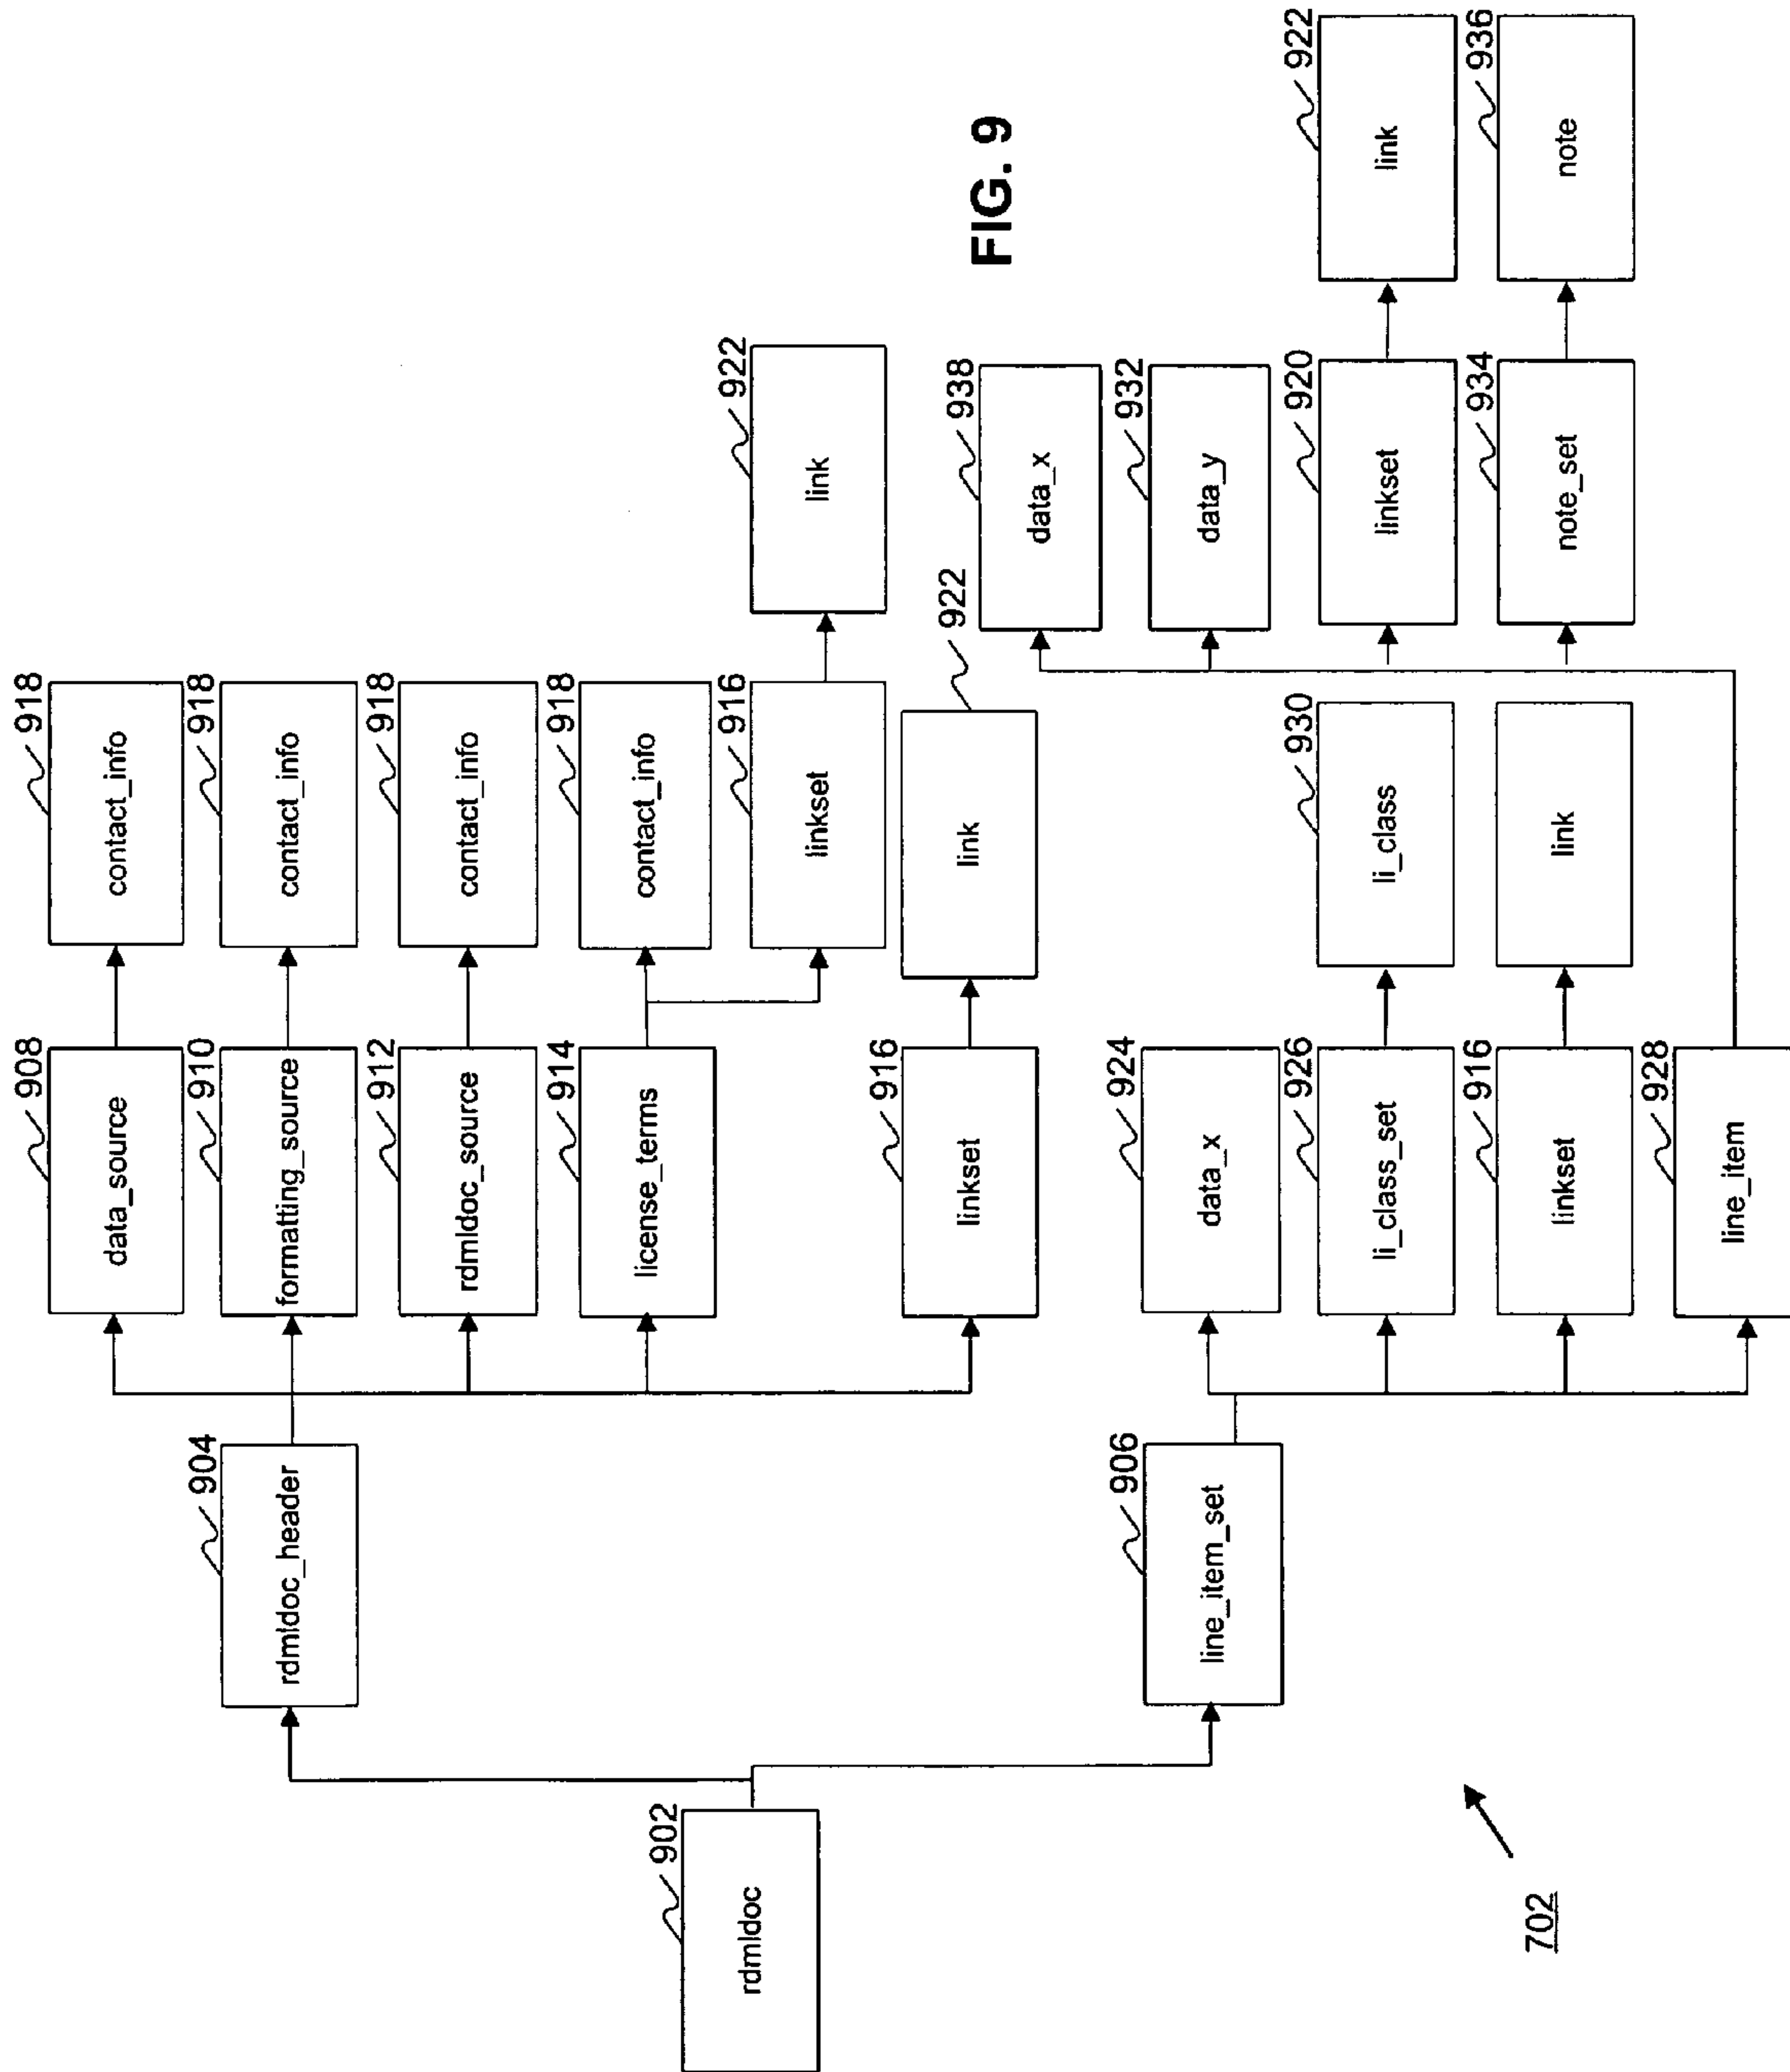 902
rdmldoc
904
rdmldoc_header
906
line_item_set
908
data_source
910
formatting_source
912
rdmldoc_source
914
license_terms
916
linkset
924
data_x
926
li_class_set
916
linkset
928
line_item
918
contact_info
918
contact_info
918
contact_info
918
contact_info
916
linkset
922
link
922
link
930
li_class
link
938
data_x
932
data_y
920
linkset
934
note_set
922
link
936
note
FIG. 9
702